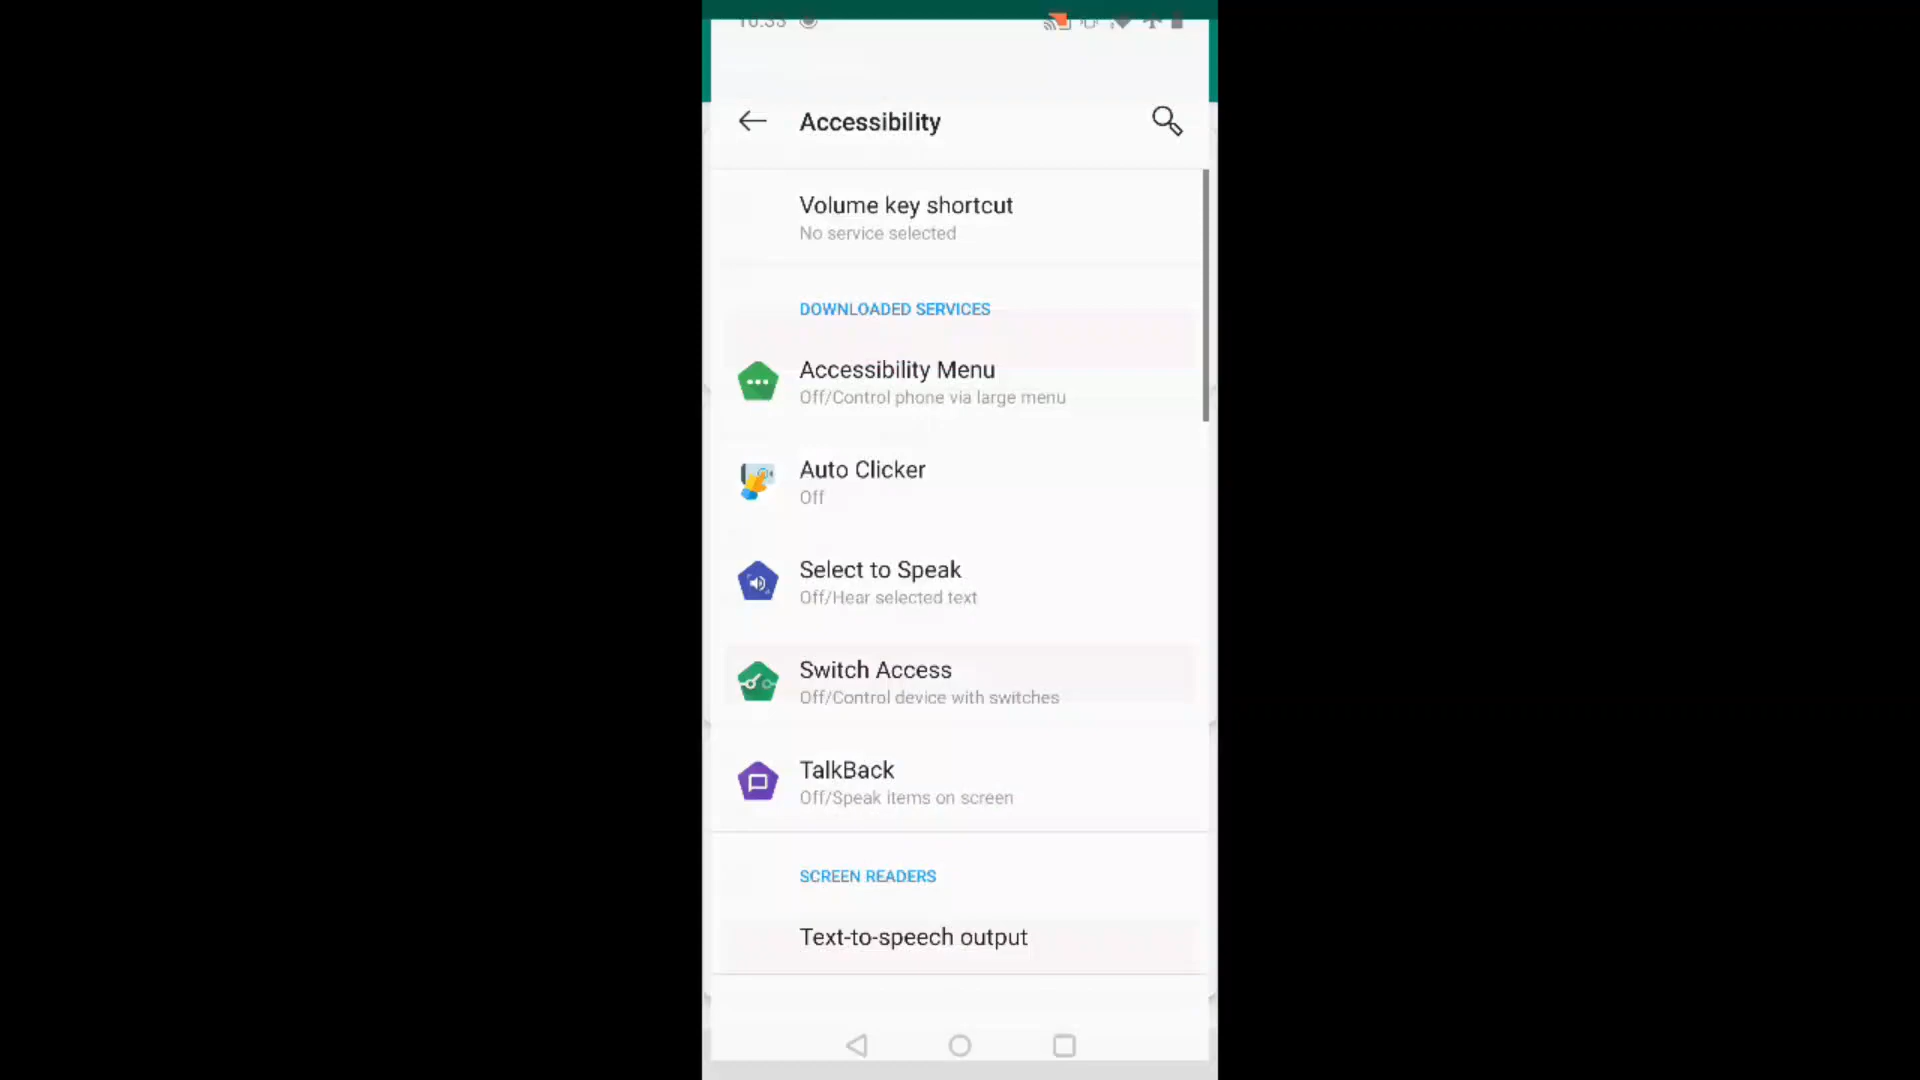 Accessibility
Volume key shortcut
No service selected
DOWNLOADED SERVICES
Accessibility Menu
Off/Control phone via large menu
Auto Clicker
Off
Select to Speak
Off/Hear selected text
Switch Access
Off/Control device with switches
TalkBack
Off/Speak items on screen
SCREEN READERS
Text-to-speech output